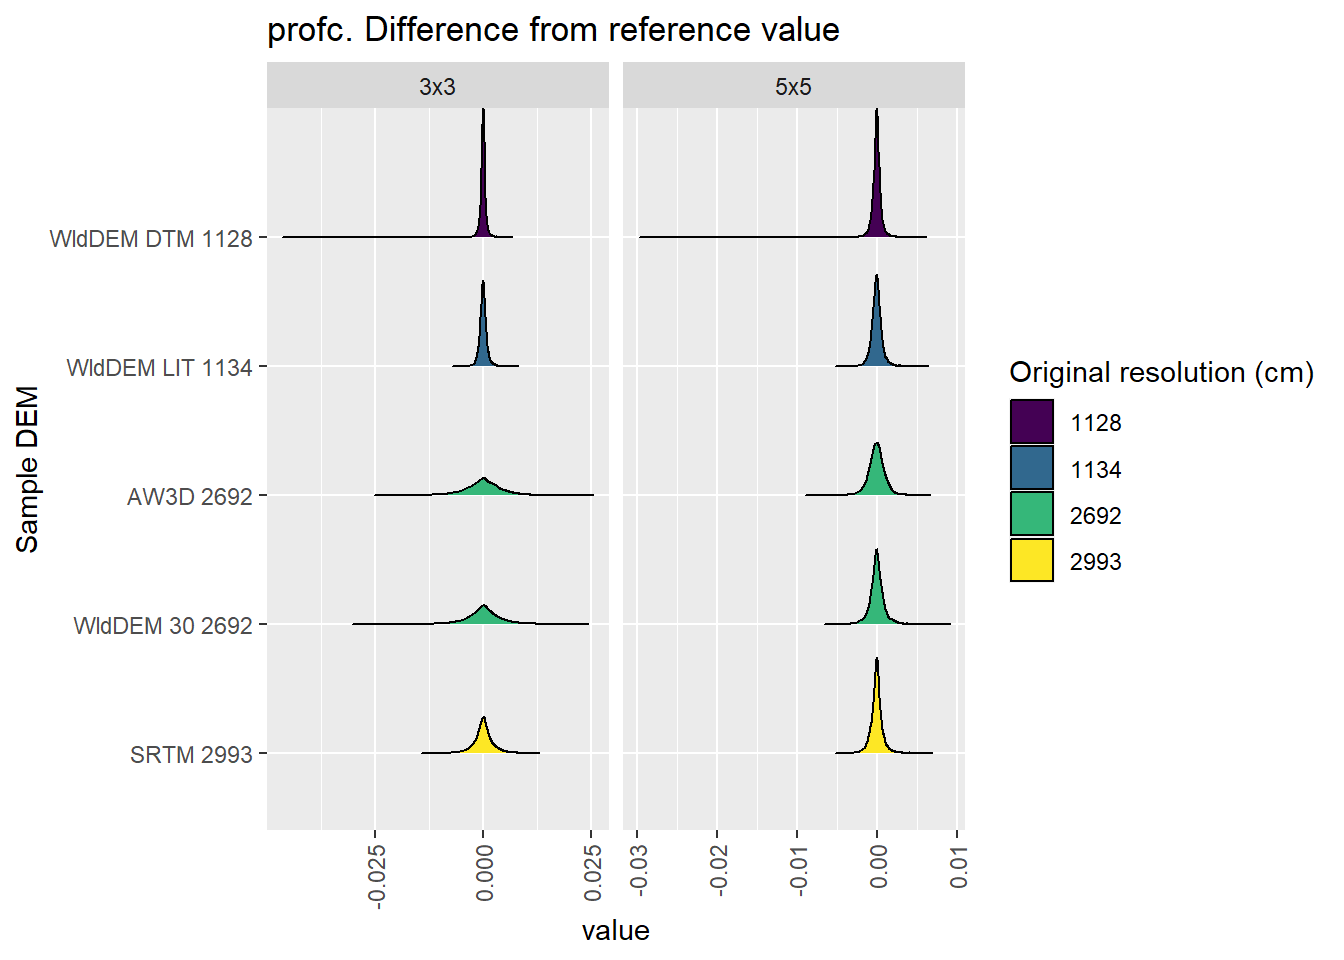 profc. Difference from reference value
3x3
5x5
Sample DEM
WldDEM DTM 1128
WldDEM LIT 1134
AW3D 2692
WldDEM 30 2692
SRTM 2993
-0.025
0.000
0.025
-0.03
-0.02
-0.01
0.00
0.01
value
Original resolution (cm)
1128
1134
2692
2993